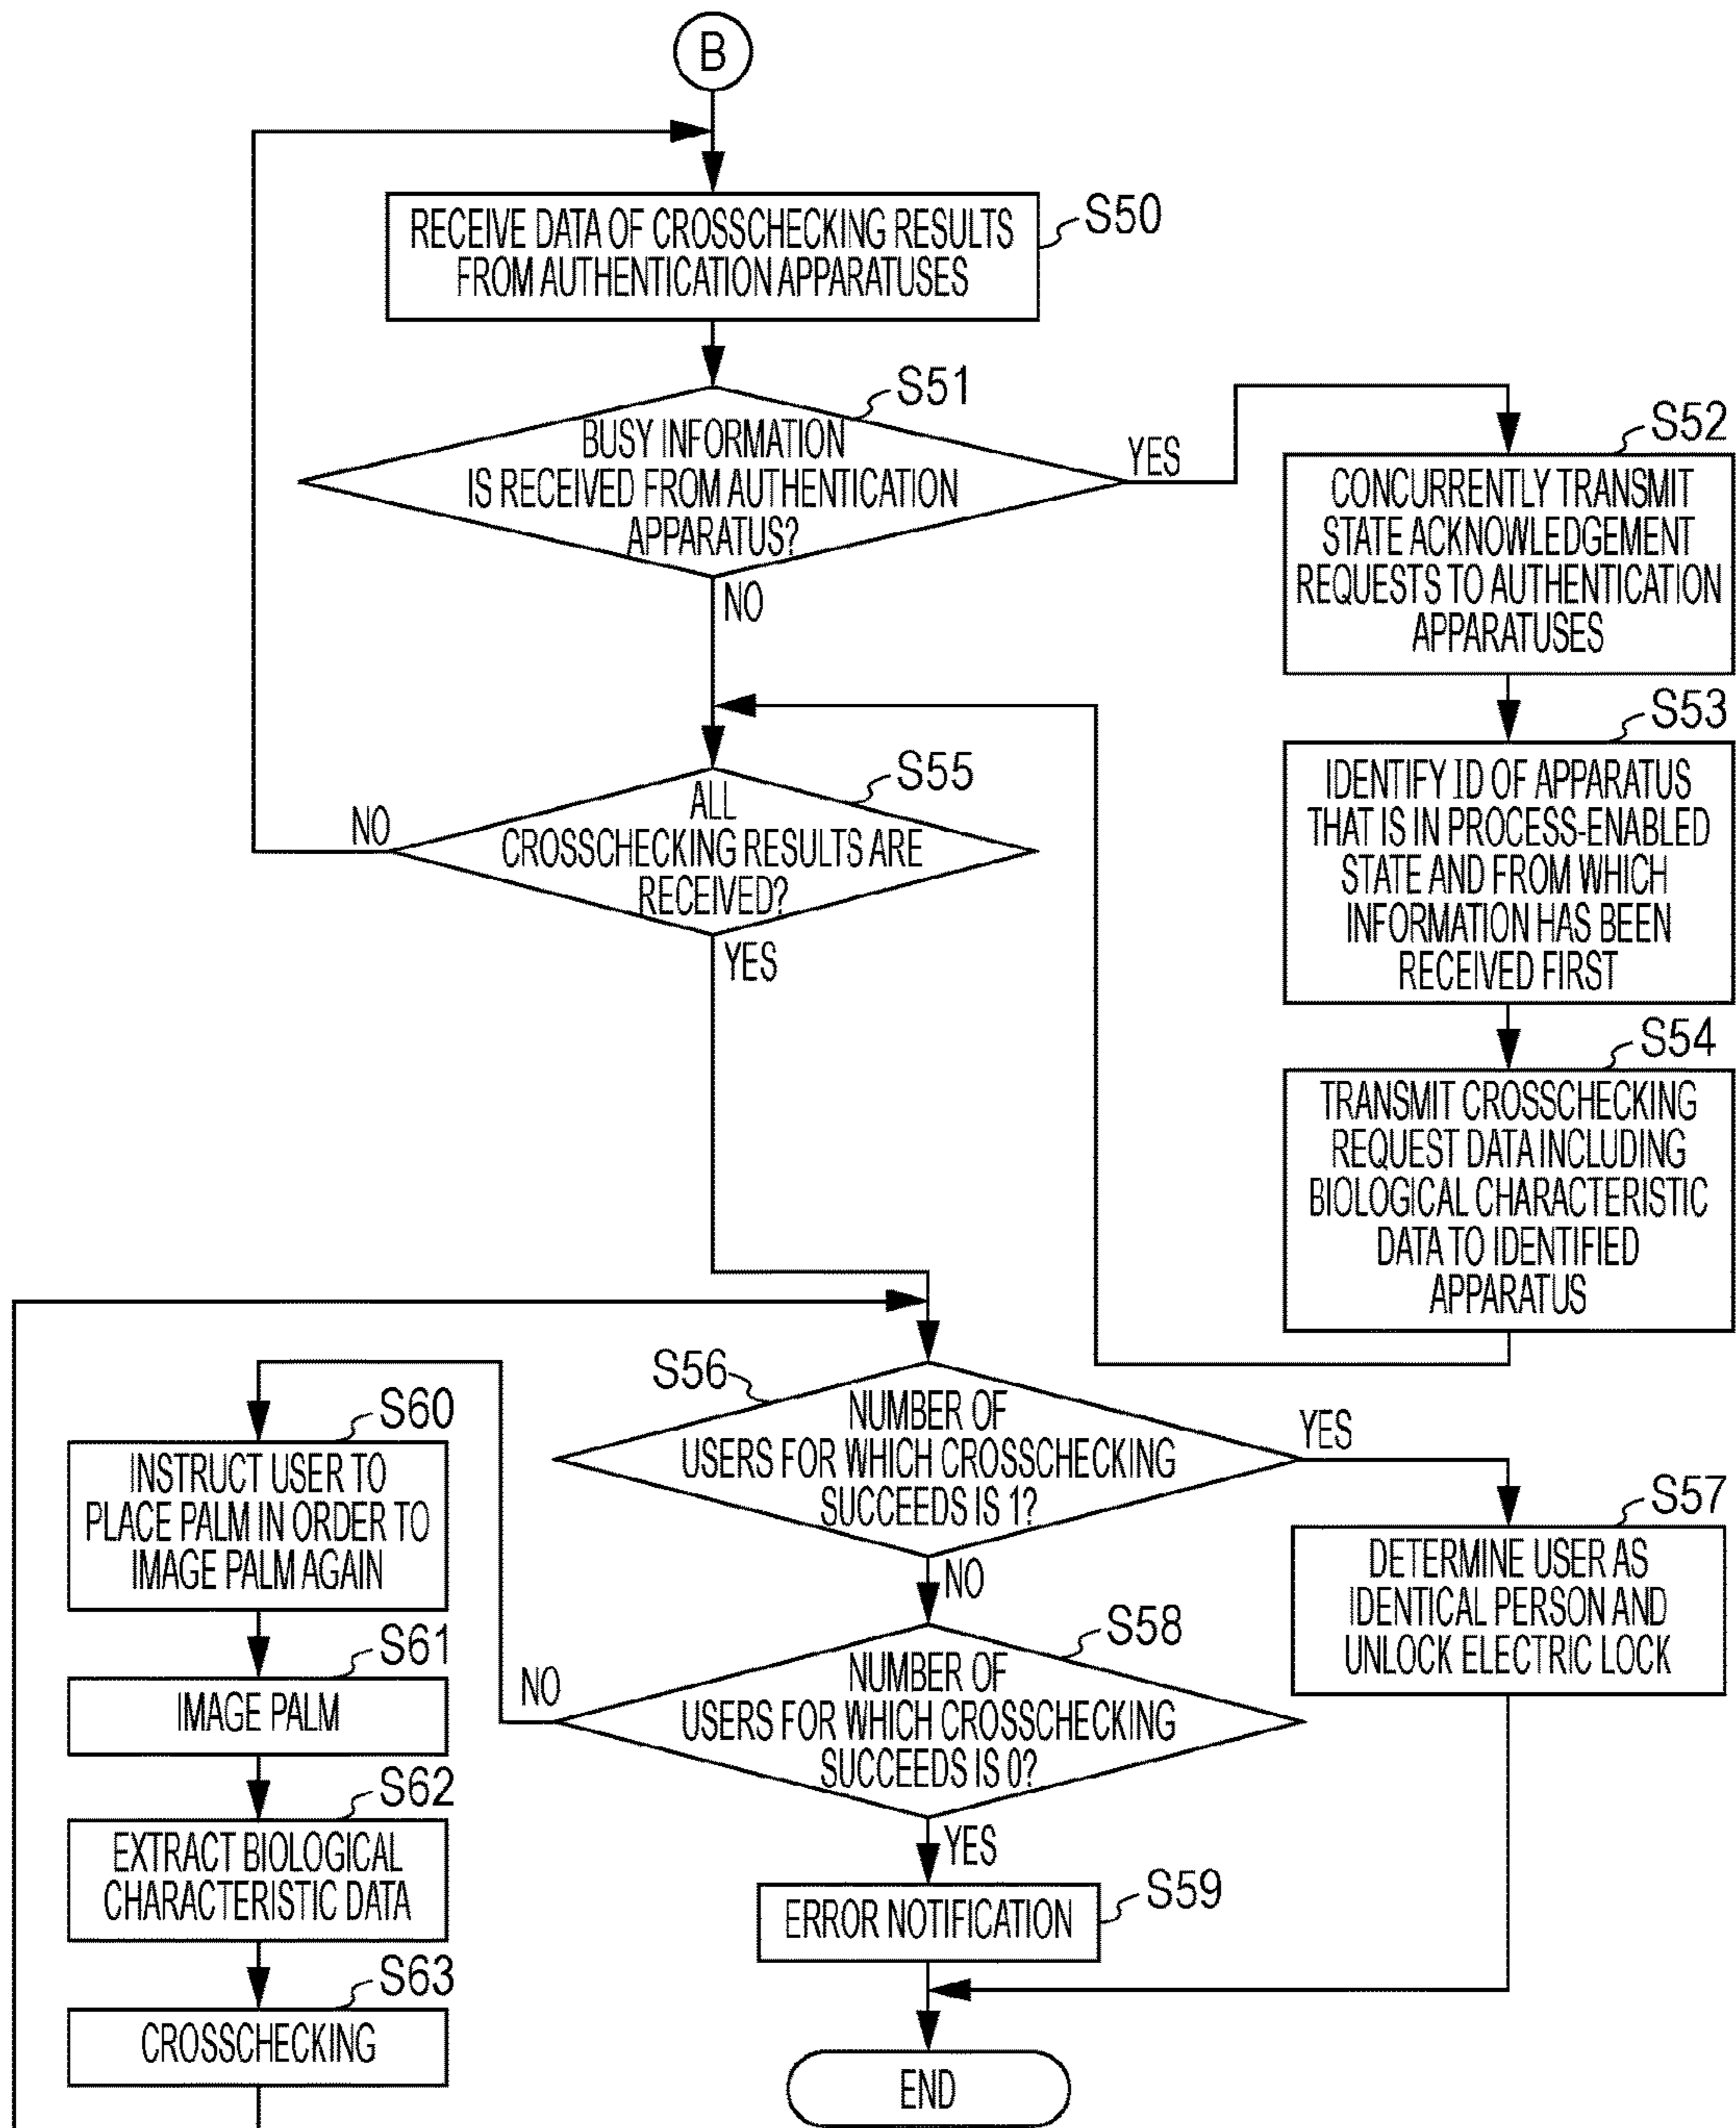 B
RECEIVE DATA OF CROSSCHECKING RESULTS
FROM AUTHENTICATION APPARATUSES
S50
S51
BUSY INFORMATION
IS RECEIVED FROM AUTHENTICATION
APPARATUS?
YES
NO
S52
CONCURRENTLY TRANSMIT
STATE ACKNOWLEDGEMENT
REQUESTS TO AUTHENTICATION
APPARATUSES
S53
IDENTIFY ID OF APPARATUS
THAT IS IN PROCESS-ENABLED
STATE AND FROM WHICH
INFORMATION HAS BEEN
RECEIVED FIRST
S54
TRANSMIT CROSSCHECKING
REQUEST DATA INCLUDING
BIOLOGICAL CHARACTERISTIC
DATA TO IDENTIFIED
APPARATUS
S55
ALL
CROSSCHECKING RESULTS ARE
RECEIVED?
NO
YES
S56
NUMBER OF
USERS FOR WHICH CROSSCHECKING
SUCCEEDS IS 1?
YES
NO
S57
DETERMINE USER AS
IDENTICAL PERSON AND
UNLOCK ELECTRIC LOCK
S58
NUMBER OF
USERS FOR WHICH CROSSCHECKING
SUCCEEDS IS 0?
NO
YES
S59
ERROR NOTIFICATION
S60
INSTRUCT USER TO
PLACE PALM IN ORDER TO
IMAGE PALM AGAIN
S61
IMAGE PALM
S62
EXTRACT BIOLOGICAL
CHARACTERISTIC DATA
S63
CROSSCHECKING
END